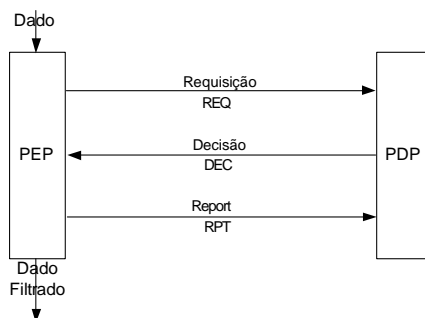 Dado
Requisição
REQ
PEP
Decisão
DEC
PDP
Report
RPT
Dado
Filtrado